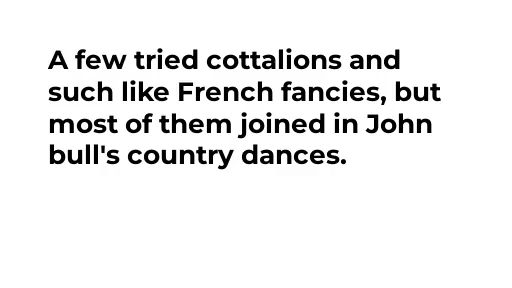 A few tried cottalions and
such like French fancies, but
most of them joined in John
bull's country dances.